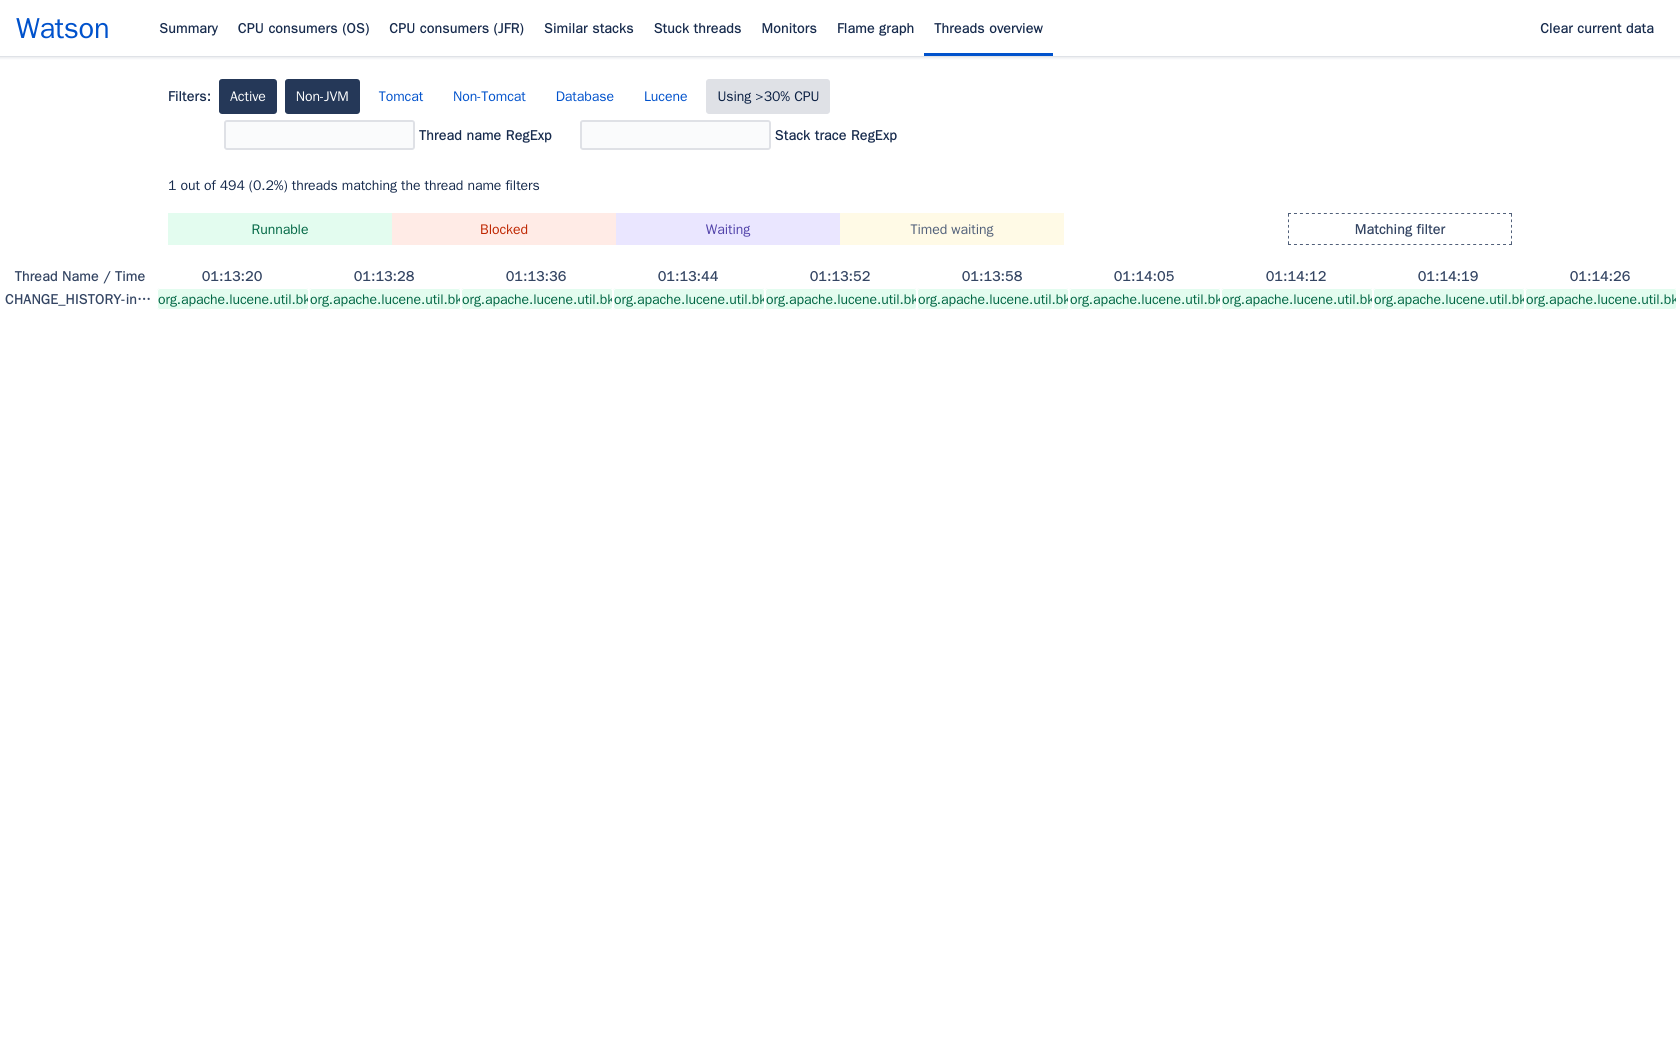 Watson Summary CPU consumers (OS) CPU consumers (JFR) Similar stacks Stuck threads Monitors Flame graph Threads overview Clear current data
Filters: Active Non-JVM Tomcat Non-Tomcat Database Lucene Using >30% CPU
Thread name RegExp Stack trace RegExp
1 out of 494 (0.2%) threads matching the thread name filters
Runnable Blocked Waiting Timed waiting Matching filter
Thread Name / Time 01:13:20 01:13:28 01:13:36 01:13:44 01:13:52 01:13:58 01:14:05 01:14:12 01:14:19 01:14:26
CHANGE_HISTORY-in··· org.apache.lucene.util.bk org.apache.lucene.util.bk org.apache.lucene.util.bk org.apache.lucene.util.bk org.apache.lucene.util.bk org.apache.lucene.util.bk org.apache.lucene.util.bk org.apache.lucene.util.bk org.apache.lucene.util.bk org.apache.lucene.util.bk